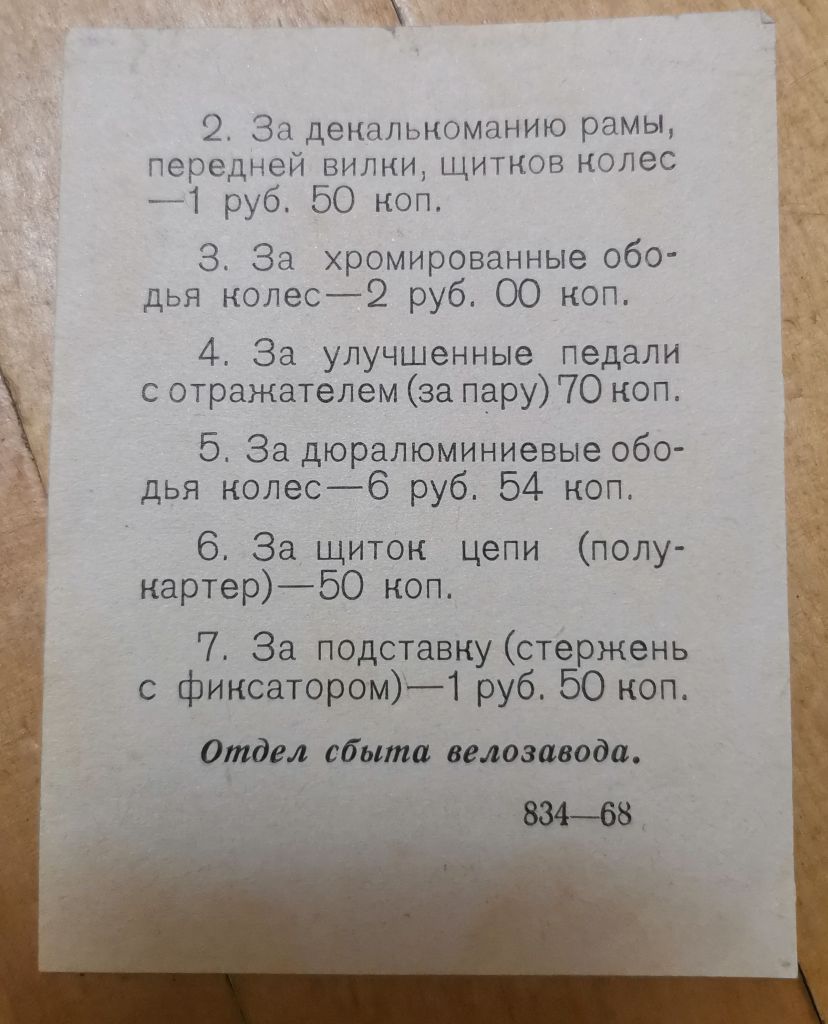 2. За декалькоманию рамы,
передней вилки, щитков колес
—1 руб. 50 коп.
3. За хромированные обо-
дья колес—2 руб. 00 коп.
4. За улучшенные педали
с отражателем (за пару) 70 коп.
5. За дюралюминиевые обо-
дья колес—6 руб. 54 коп.
6. За щиток цепи (полу-
картер)—50 коп.
7. За подставку (стержень
с фиксатором)—1 руб. 50 коп.
Отдел сбыта велозавода.
834—68